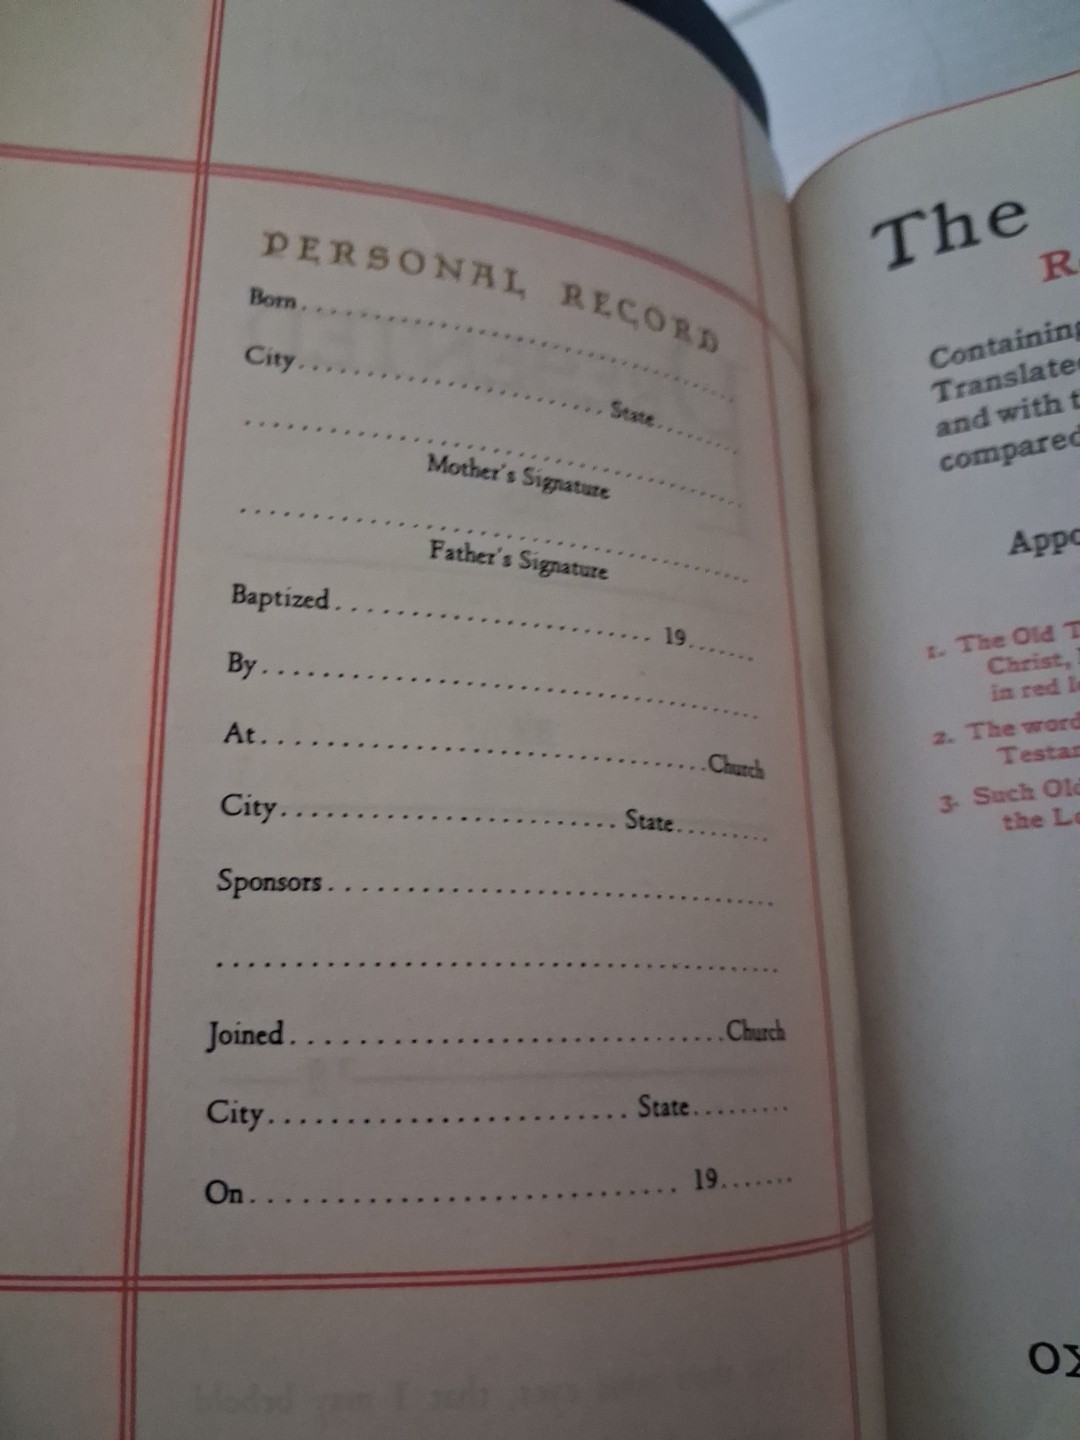 PERSONAL RECORD
Born........................................
City..............................State.........
........................................
Mother's Signature
........................................
Father's Signature
Baptized......................... 19.......
By........................................
At...................................Church
City..........................State.........
Sponsors...................................
........................................
Joined.................................Church
City...........................State.........
On............................... 19.......
The
Containing
and with
compared
1. The Old
Christ,
in red
2. The
3. Such Old
the